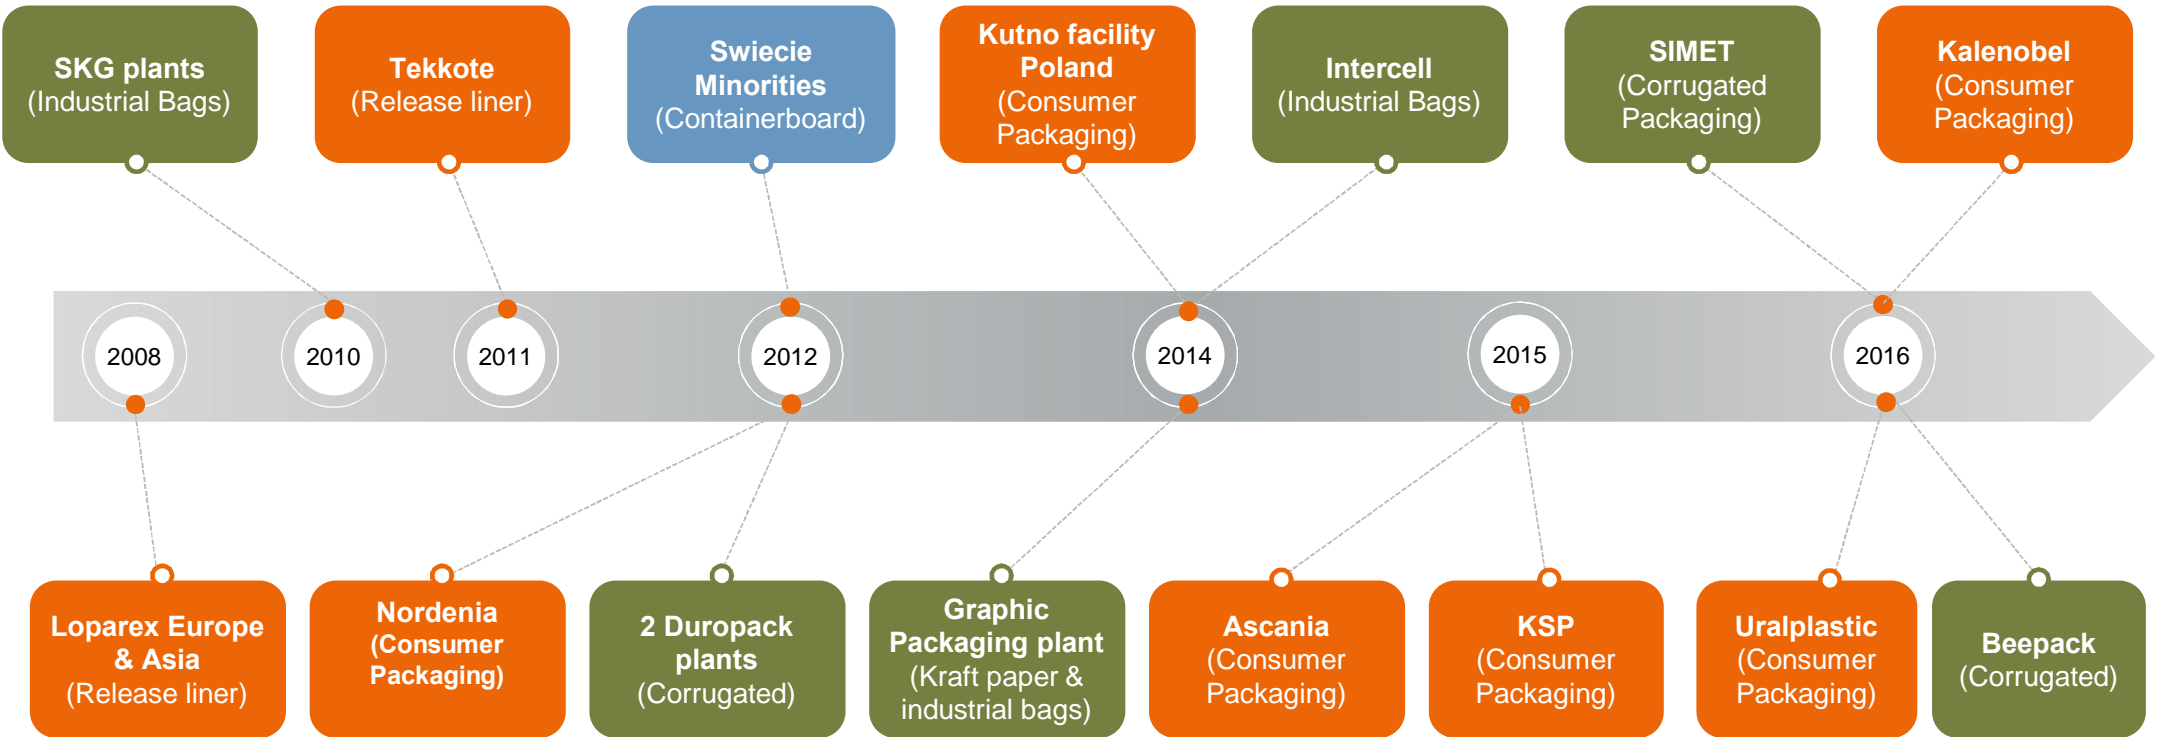 SKG plants
(Industrial Bags)
Tekkote
(Release liner)
Swiecie
Minorities
(Containerboard)
Kutno facility
Poland
(Consumer
Packaging)
Intercell
(Industrial Bags)
SIMET
(Corrugated
Packaging)
Kalenobel
(Consumer
Packaging)
2008
2010
2011
2012
2014
2015
2016
Loparex Europe
& Asia
(Release liner)
Nordenia
(Consumer
Packaging)
2 Duropack
plants
(Corrugated)
Graphic
Packaging plant
(Kraft paper &
industrial bags)
Ascania
(Consumer
Packaging)
KSP
(Consumer
Packaging)
Uralplastic
(Consumer
Packaging)
Beepack
(Corrugated)